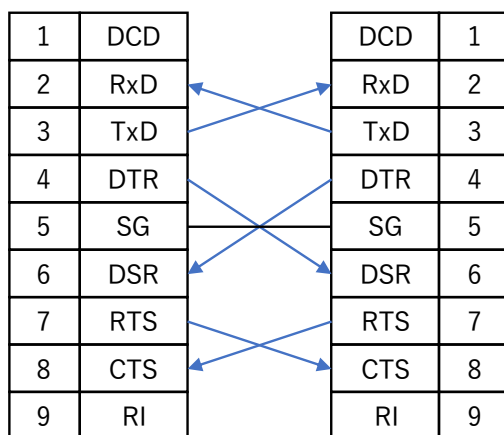 1 DCD DCD 1
2 RxD RxD 2
3 TxD TxD 3
4 DTR DTR 4
5 SG SG 5
6 DSR DSR 6
7 RTS RTS 7
8 CTS CTS 8
9 RI RI 9